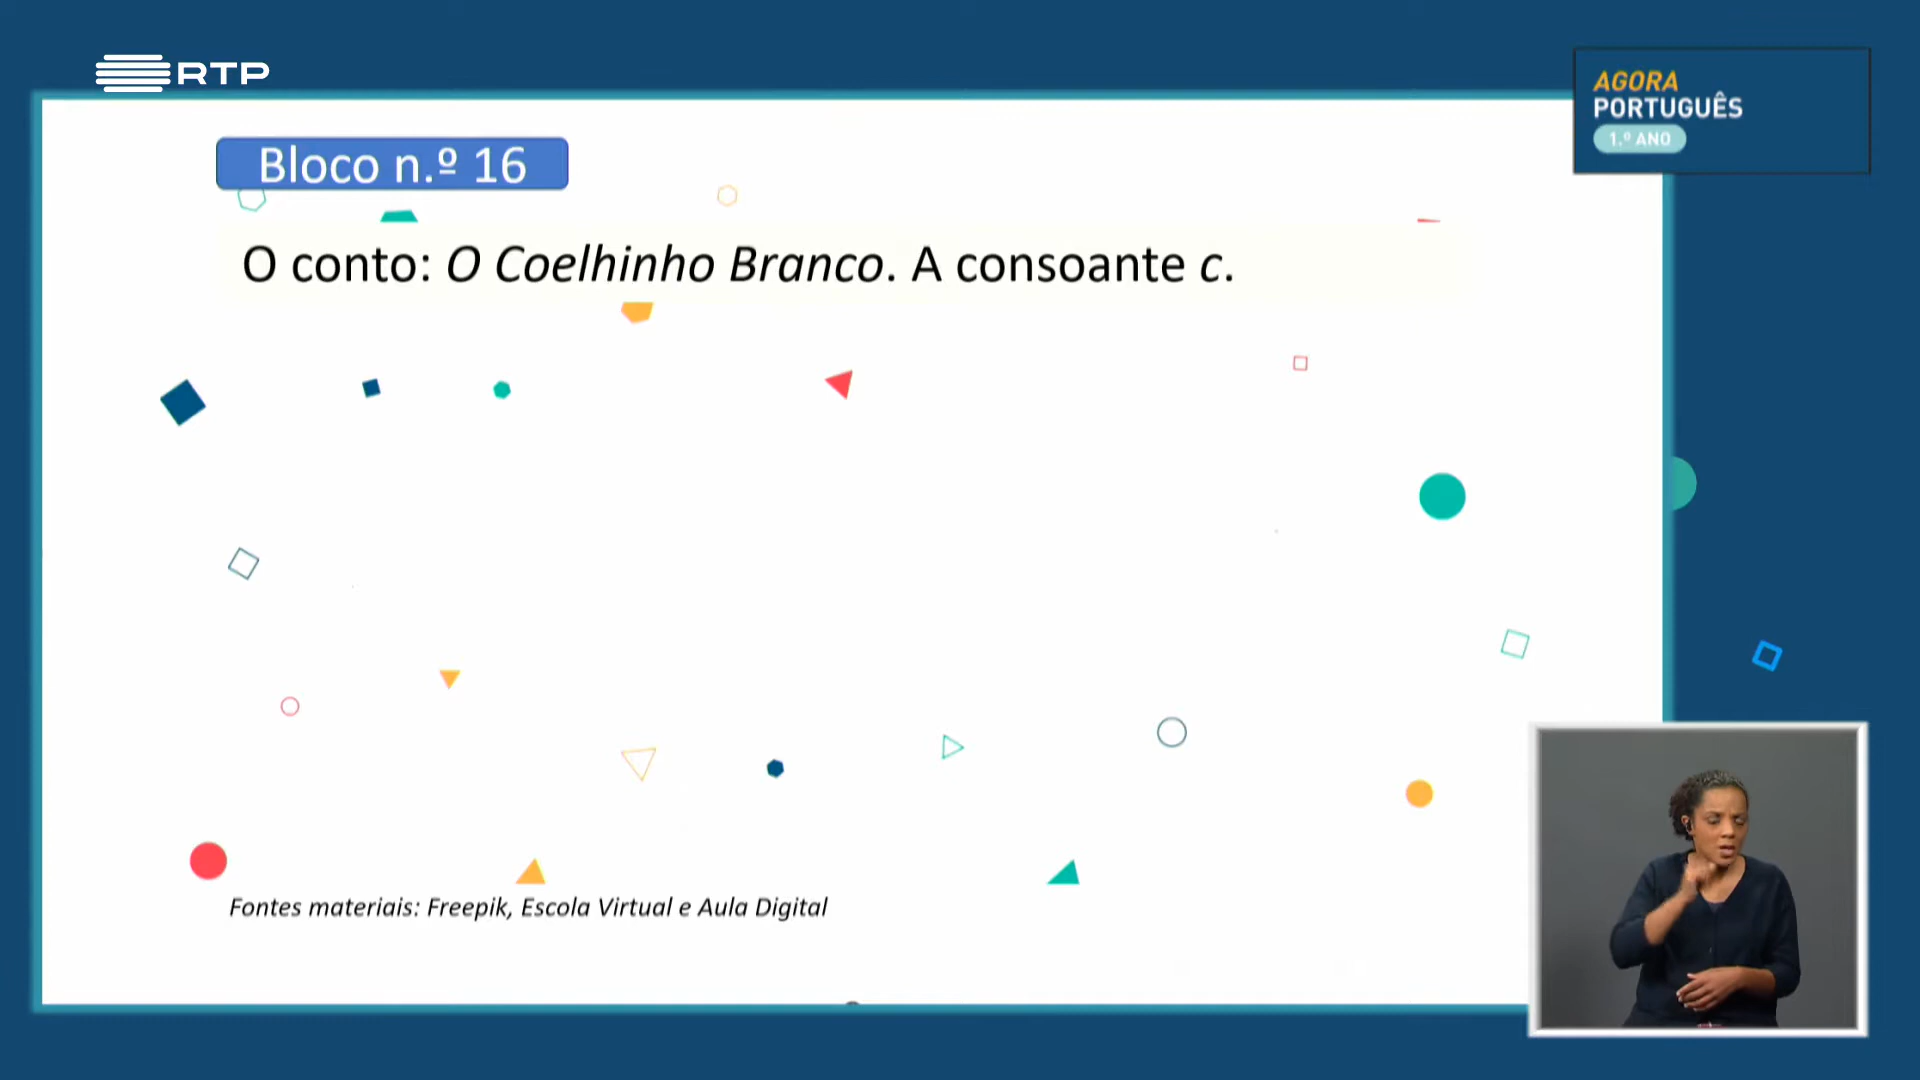 RTP
AGORA
PORTUGUÊS
1.º ANO
Bloco n.º 16
O conto: O Coelhinho Branco. A consoante c.
Fontes materiais: Freepik, Escola Virtual e Aula Digital